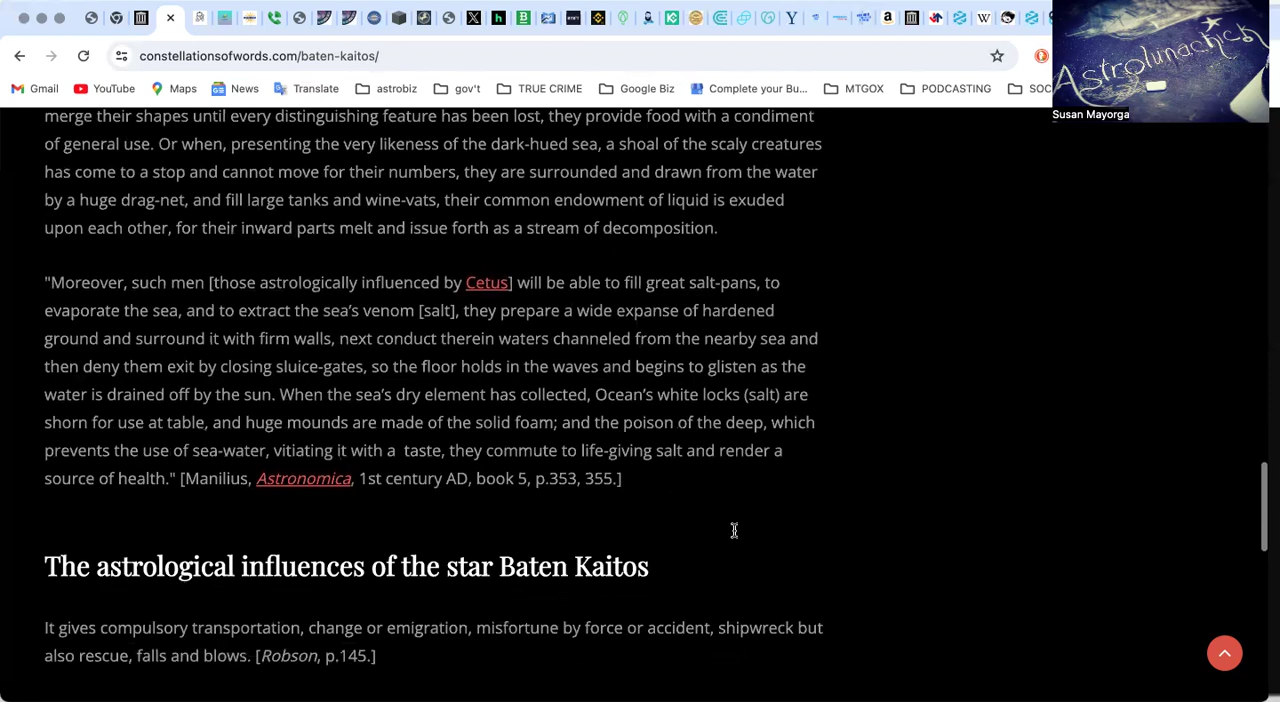 constellationsofwords.com/baten-kaitos/
Gmail YouTube Maps News Translate astrobiz gov't TRUE CRIME Google Biz Complete your Bu... MTGOX PODCASTING SOC
Astrolunachick
Susan Mayorga
merge their shapes until every distinguishing feature has been lost, they provide food with a condiment
of general use. Or when, presenting the very likeness of the dark-hued sea, a shoal of the scaly creatures
has come to a stop and cannot move for their numbers, they are surrounded and drawn from the water
by a huge drag-net, and fill large tanks and wine-vats, their common endowment of liquid is exuded
upon each other, for their inward parts melt and issue forth as a stream of decomposition.
"Moreover, such men [those astrologically influenced by Cetus] will be able to fill great salt-pans, to
evaporate the sea, and to extract the sea's venom [salt], they prepare a wide expanse of hardened
ground and surround it with firm walls, next conduct therein waters channeled from the nearby sea and
then deny them exit by closing sluice-gates, so the floor holds in the waves and begins to glisten as the
water is drained off by the sun. When the sea's dry element has collected, Ocean's white locks (salt) are
shorn for use at table, and huge mounds are made of the solid foam; and the poison of the deep, which
prevents the use of sea-water, vitiating it with a taste, they commute to life-giving salt and render a
source of health." [Manilius, Astronomica, 1st century AD, book 5, p.353, 355.]
The astrological influences of the star Baten Kaitos
It gives compulsory transportation, change or emigration, misfortune by force or accident, shipwreck but
also rescue, falls and blows. [Robson, p.145.]